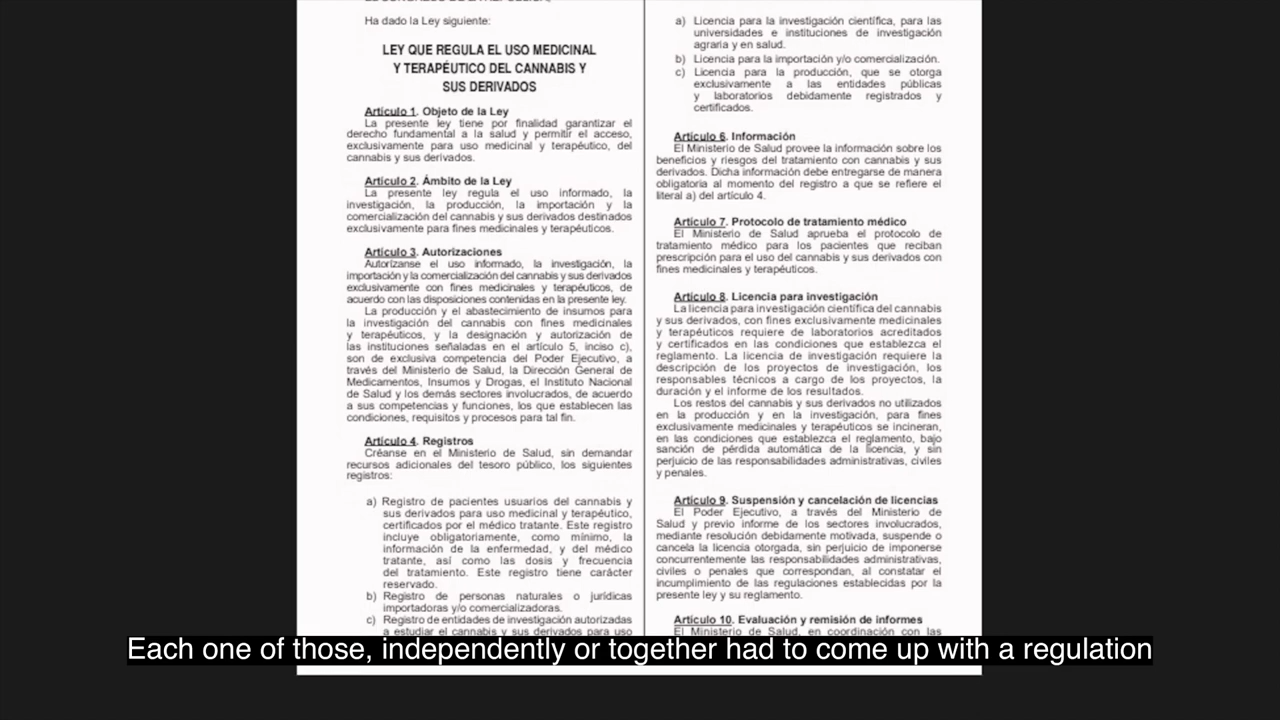 Ha dado la Ley siguiente:
LEY QUE REGULA EL USO MEDICINAL
Y TERAPÉUTICO DEL CANNABIS Y
SUS DERIVADOS
Artículo 1. Objeto de la Ley
La presente ley tiene por finalidad garantizar el
derecho fundamental a la salud y permitir el acceso,
exclusivamente para uso medicinal y terapéutico, del
cannabis y sus derivados.
Artículo 2. Ámbito de la Ley
La presente ley regula el uso informado, la
investigación, la producción, la importación y la
comercialización del cannabis y sus derivados destinados
exclusivamente para fines medicinales y terapéuticos.
Artículo 3. Autorizaciones
Autorízanse el uso informado, la investigación, la
importación y la comercialización del cannabis y sus derivados
exclusivamente con fines medicinales y terapéuticos, de
acuerdo con las disposiciones contenidas en la presente ley.
La producción y el abastecimiento de insumos para
la investigación del cannabis con fines medicinales
y terapéuticos, y la designación y autorización de
las instituciones señaladas en el artículo 5, inciso c),
son de exclusiva competencia del Poder Ejecutivo, a
través del Ministerio de Salud, la Dirección General de
Medicamentos, Insumos y Drogas, el Instituto Nacional
de Salud y los demás sectores involucrados, de acuerdo
a sus competencias y funciones, los que establecen las
condiciones, requisitos y procesos para tal fin.
Artículo 4. Registros
Créanse en el Ministerio de Salud, sin demandar
recursos adicionales del tesoro público, los siguientes
registros:
a) Registro de pacientes usuarios del cannabis y
sus derivados para uso medicinal y terapéutico,
certificados por el médico tratante. Este registro
incluye obligatoriamente, como mínimo, la
información de la enfermedad, y del médico
tratante, así como las dosis y frecuencia
del tratamiento. Este registro tiene carácter
reservado.
b) Registro de personas naturales o jurídicas
importadoras y/o comercializadoras.
c) Registro de entidades de investigación autorizadas
a estudiar el cannabis y sus derivados para uso
a) Licencia para la investigación científica, para las
universidades e instituciones de investigación
agraria y en salud.
b) Licencia para la importación y/o comercialización.
c) Licencia para la producción, que se otorga
exclusivamente a las entidades públicas
y laboratorios debidamente registrados y
certificados.
Artículo 6. Información
El Ministerio de Salud provee la información sobre los
beneficios y riesgos del tratamiento con cannabis y sus
derivados. Dicha información debe entregarse de manera
obligatoria al momento del registro a que se refiere el
literal a) del artículo 4.
Artículo 7. Protocolo de tratamiento médico
El Ministerio de Salud aprueba el protocolo de
tratamiento médico para los pacientes que reciban
prescripción para el uso del cannabis y sus derivados con
fines medicinales y terapéuticos.
Artículo 8. Licencia para investigación
La licencia para investigación científica del cannabis
y sus derivados, con fines exclusivamente medicinales
y terapéuticos requiere de laboratorios acreditados
y certificados en las condiciones que establezca el
reglamento. La licencia de investigación requiere la
descripción de los proyectos de investigación, los
responsables técnicos a cargo de los proyectos, la
duración y el informe de los resultados.
Los restos del cannabis y sus derivados no utilizados
en la producción y en la investigación, para fines
exclusivamente medicinales y terapéuticos se incineran,
en las condiciones que establezca el reglamento, bajo
sanción de pérdida automática de la licencia, y sin
perjuicio de las responsabilidades administrativas, civiles
y penales.
Artículo 9. Suspensión y cancelación de licencias
El Poder Ejecutivo, a través del Ministerio de
Salud y previo informe de los sectores involucrados,
mediante resolución debidamente motivada, suspende o
cancela la licencia otorgada, sin perjuicio de imponerse
concurrentemente las responsabilidades administrativas,
civiles o penales que correspondan, al constatar el
incumplimiento de las regulaciones establecidas por la
presente ley y su reglamento.
Artículo 10. Evaluación y remisión de informes
El Ministerio de Salud, en coordinación con las
Each one of those, independently or together had to come up with a regulation